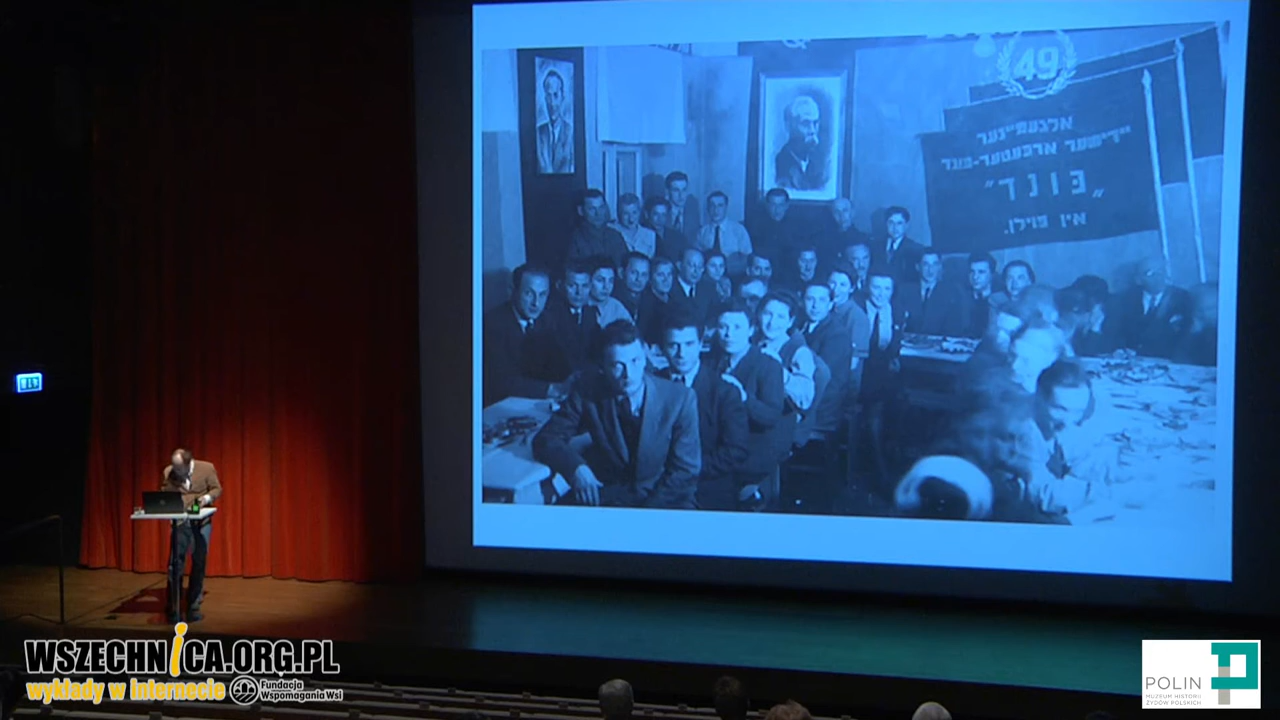 49
אלגעמיינער
יידישער ארבעטער-בונד
„בונד"
אין פוילן.
WSZECHNICA.ORG.PL
wykłady w internecie
Fundacja
Wspomagania Wsi
POLIN
MUZEUM HISTORII
ŻYDÓW POLSKICH